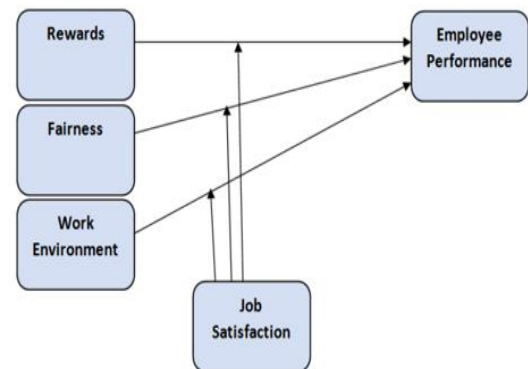 Rewards
Employee
Performance
Fairness
Work
Environment
Job
Satisfaction